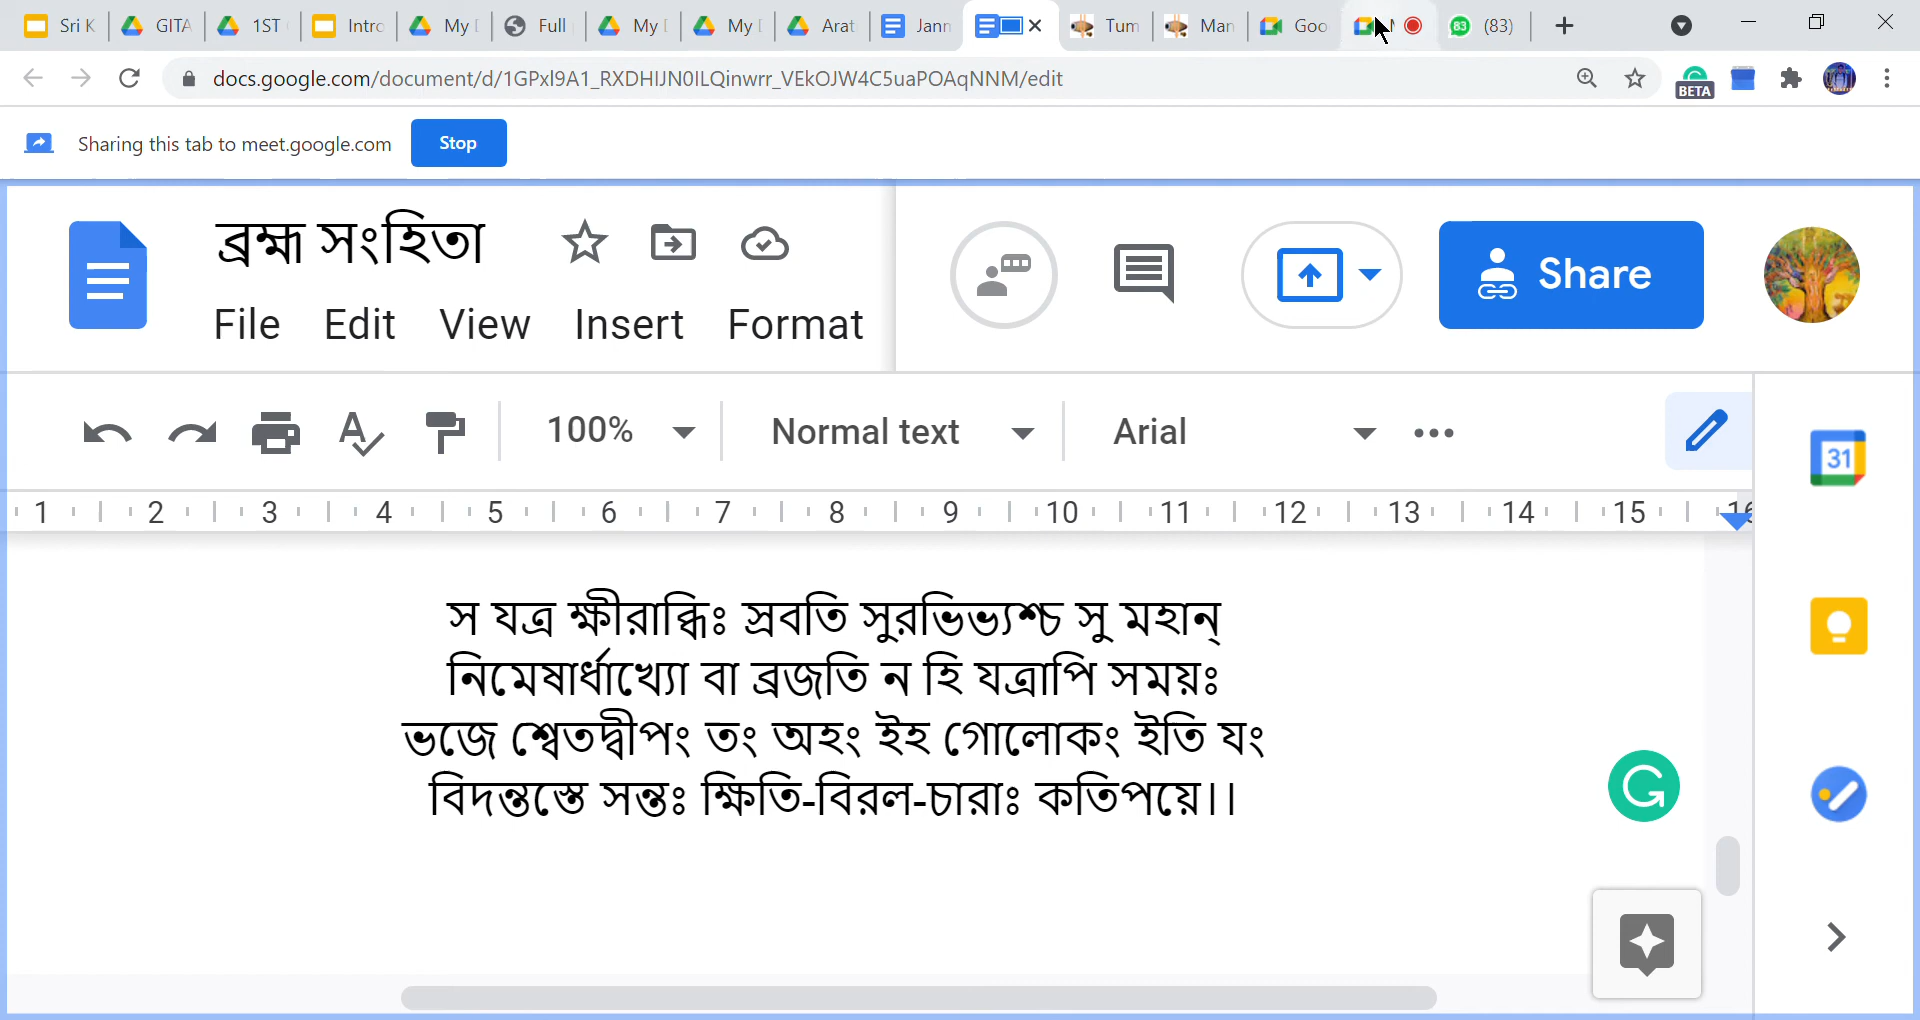 Sri K GITA 1ST Intro My Full My My Arat Jann Tum Man Goo (83)
docs.google.com/document/d/1GPxI9A1_RXDHIJN0ILQinwrr_VEkOJW4C5uaPOAqNNM/edit BETA
Sharing this tab to meet.google.com Stop
ব্রহ্ম সংহিতা
File Edit View Insert Format
Share
100% Normal text Arial
31
1 2 3 4 5 6 7 8 9 10 11 12 13 14 15 16
স যত্র ক্ষীরাব্ধিঃ স্রবতি সুরভিভ্যশ্চ সু মহান্
নিমেষার্ধাখ্যো বা ব্রজতি ন হি যত্রাপি সময়ঃ
ভজে শ্বেতদ্বীপং তং অহং ইহ গোলোকং ইতি যং
বিদন্তস্তে সন্তঃ ক্ষিতি-বিরল-চারাঃ কতিপয়ে।।